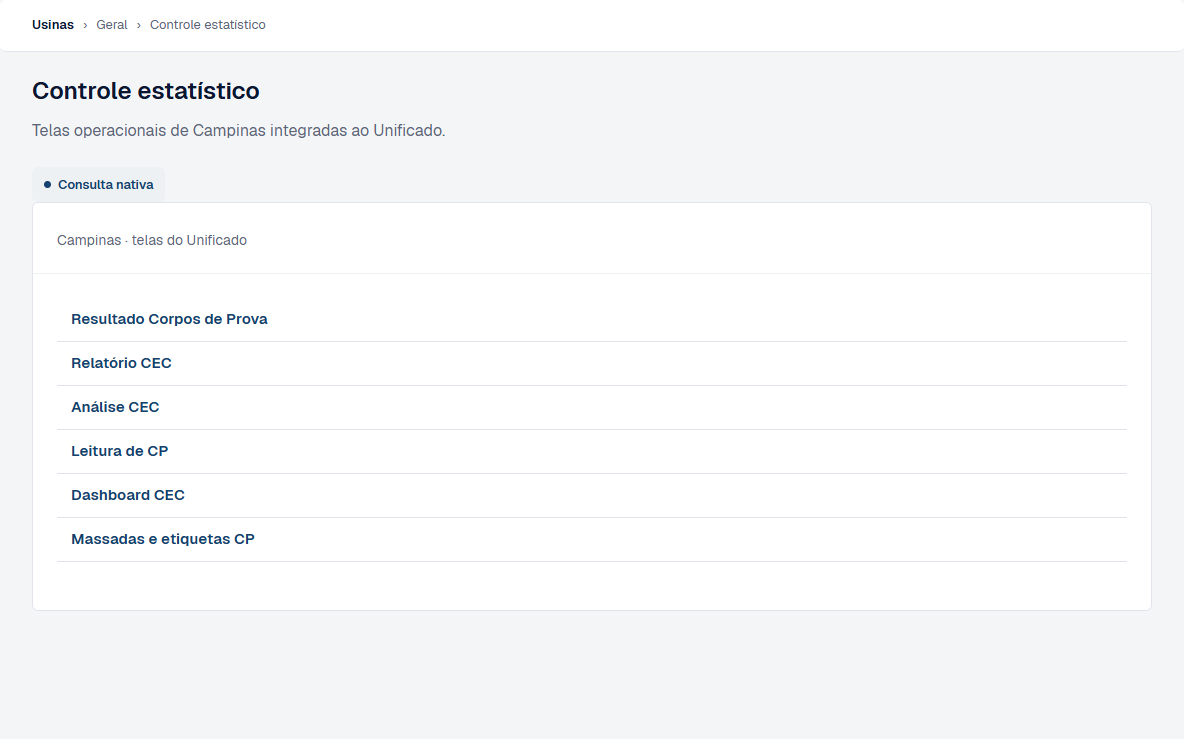 Usinas › Geral › Controle estatístico
Controle estatístico
Telas operacionais de Campinas integradas ao Unificado.
Consulta nativa
Campinas · telas do Unificado
Resultado Corpos de Prova
Relatório CEC
Análise CEC
Leitura de CP
Dashboard CEC
Massadas e etiquetas CP